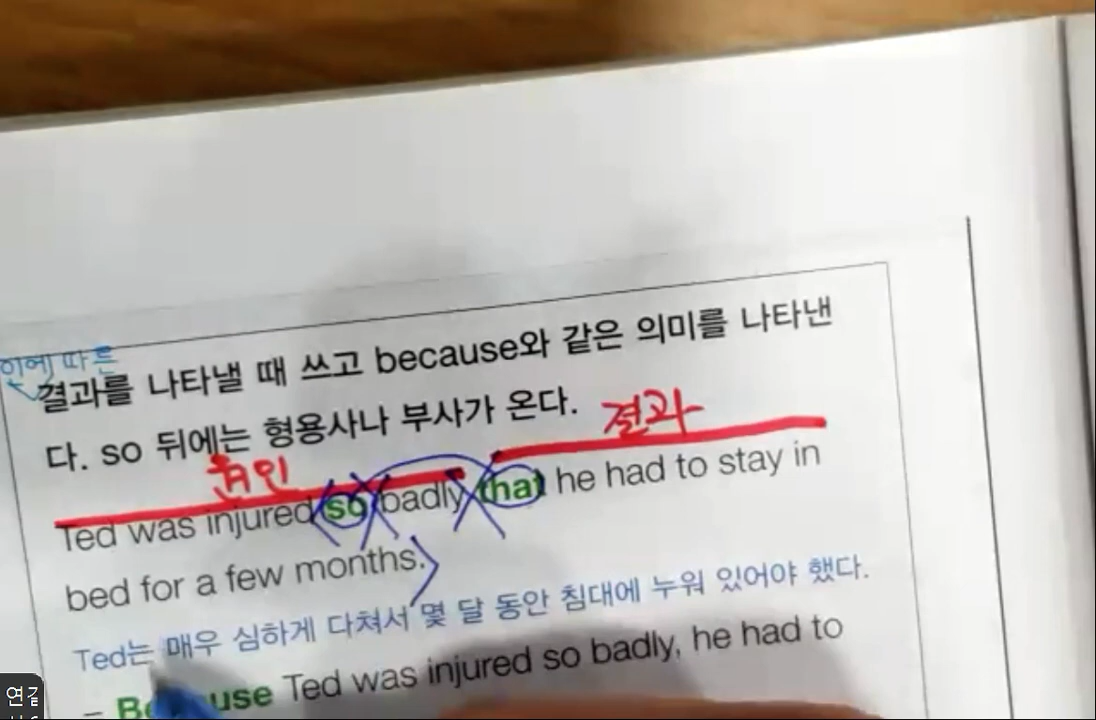 이에 따른
결과를 나타낼 때 쓰고 because와 같은 의미를 나타낸
다. so 뒤에는 형용사나 부사가 온다.
결과
원인
Ted was injured so badly that he had to stay in
bed for a few months.
Ted는 매우 심하게 다쳐서 몇 달 동안 침대에 누워 있어야 했다.
– Because Ted was injured so badly, he had to
연결